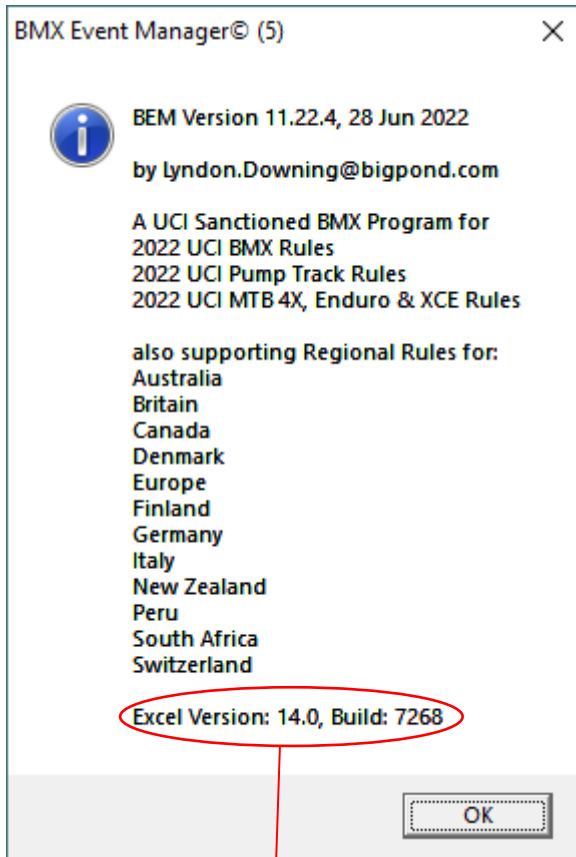 BMX Event Manager© (5)
BEM Version 11.22.4, 28 Jun 2022
by Lyndon.Downing@bigpond.com
A UCI Sanctioned BMX Program for
2022 UCI BMX Rules
2022 UCI Pump Track Rules
2022 UCI MTB 4X, Enduro & XCE Rules
also supporting Regional Rules for:
Australia
Britain
Canada
Denmark
Europe
Finland
Germany
Italy
New Zealand
Peru
South Africa
Switzerland
Excel Version: 14.0, Build: 7268
OK